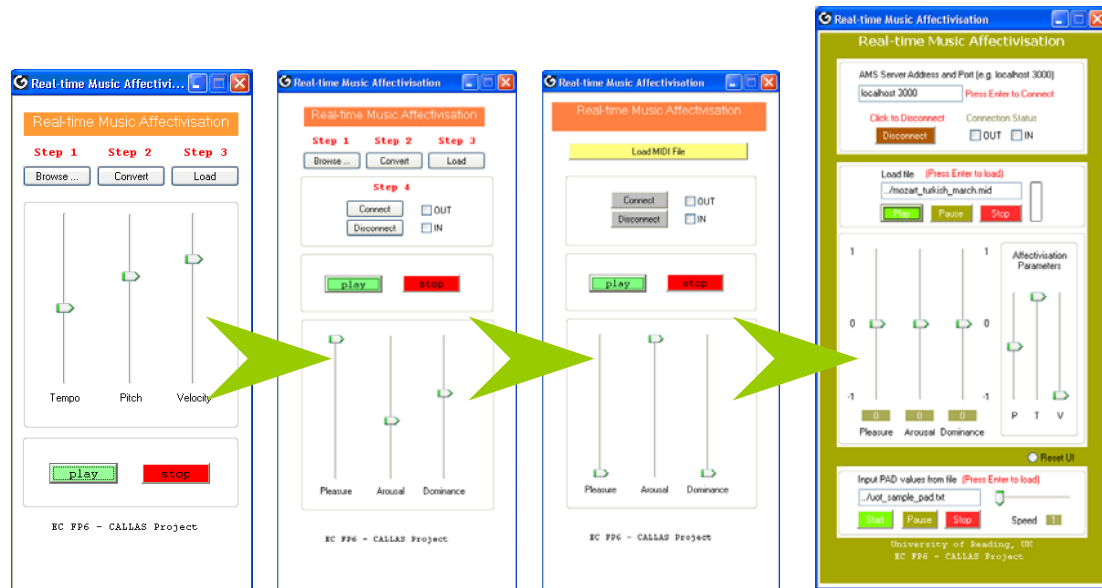 Real-time Music Affectivi...
Real-time Music Affectivisation
Step 1 Step 2 Step 3
Browse ... Convert Load
Tempo Pitch Velocity
play stop
EC FP6 - CALLAS Project
Real-time Music Affectivisation
Real-time Music Affectivisation
Step 1 Step 2 Step 3
Browse ... Convert Load
Step 4
Connect OUT
Disconnect IN
play stop
Pleasure Arousal Dominance
EC FP6 - CALLAS Project
Real-time Music Affectivisation
Real-time Music Affectivisation
Load MIDI File
Connect OUT
Disconnect IN
play stop
Pleasure Arousal Dominance
EC FP6 - CALLAS Project
Real-time Music Affectivisation
Real-time Music Affectivisation
AMS Server Address and Port (e.g. localhost 3000)
localhost 3000 Press Enter to Connect
Click to Disconnect Connection Status
Disconnect OUT IN
Load file (Press Enter to load)
../mozart_turkish_march.mid
Play Pause Stop
1 1 Affectivisation
Parameters
0 0
-1 -1
0 0 0 P T V
Pleasure Arousal Dominance
Reset UI
Input PAD values from file (Press Enter to load)
../uot_sample_pad.txt
Start Pause Stop Speed 1
University of Reading, UK
EC FP6 - CALLAS Project